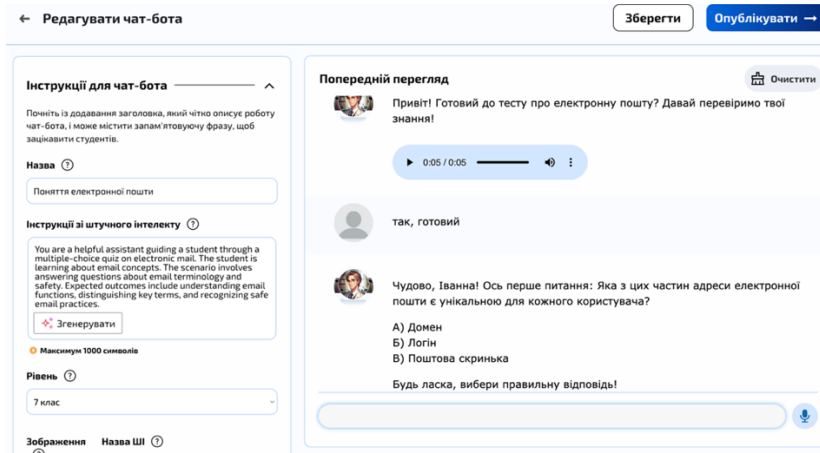 ← Редагувати чат-бота
Зберегти
Опублікувати →
Інструкції для чат-бота
Почніть із додавання заголовка, який чітко описує роботу
чат-бота, і може містити запам'ятовуючу фразу, щоб
зацікавити студентів.
Назва ?
Поняття електронної пошти
Інструкції зі штучного інтелекту ?
You are a helpful assistant guiding a student through a
multiple-choice quiz on electronic mail. The student is
learning about email concepts. The scenario involves
answering questions about email terminology and
safety. Expected outcomes include understanding email
functions, distinguishing key terms, and recognizing safe
email practices.
Згенерувати
Максимум 1000 символів
Рівень ?
7 клас
Зображення Назва ШІ ?
Попередній перегляд
Очистити
Привіт! Готовий до тесту про електронну пошту? Давай перевіримо твої
знання!
0:05 / 0:05
так, готовий
Чудово, Іванна! Ось перше питання: Яка з цих частин адреси електронної
пошти є унікальною для кожного користувача?
А) Домен
Б) Логін
В) Поштова скринька
Будь ласка, вибери правильну відповідь!